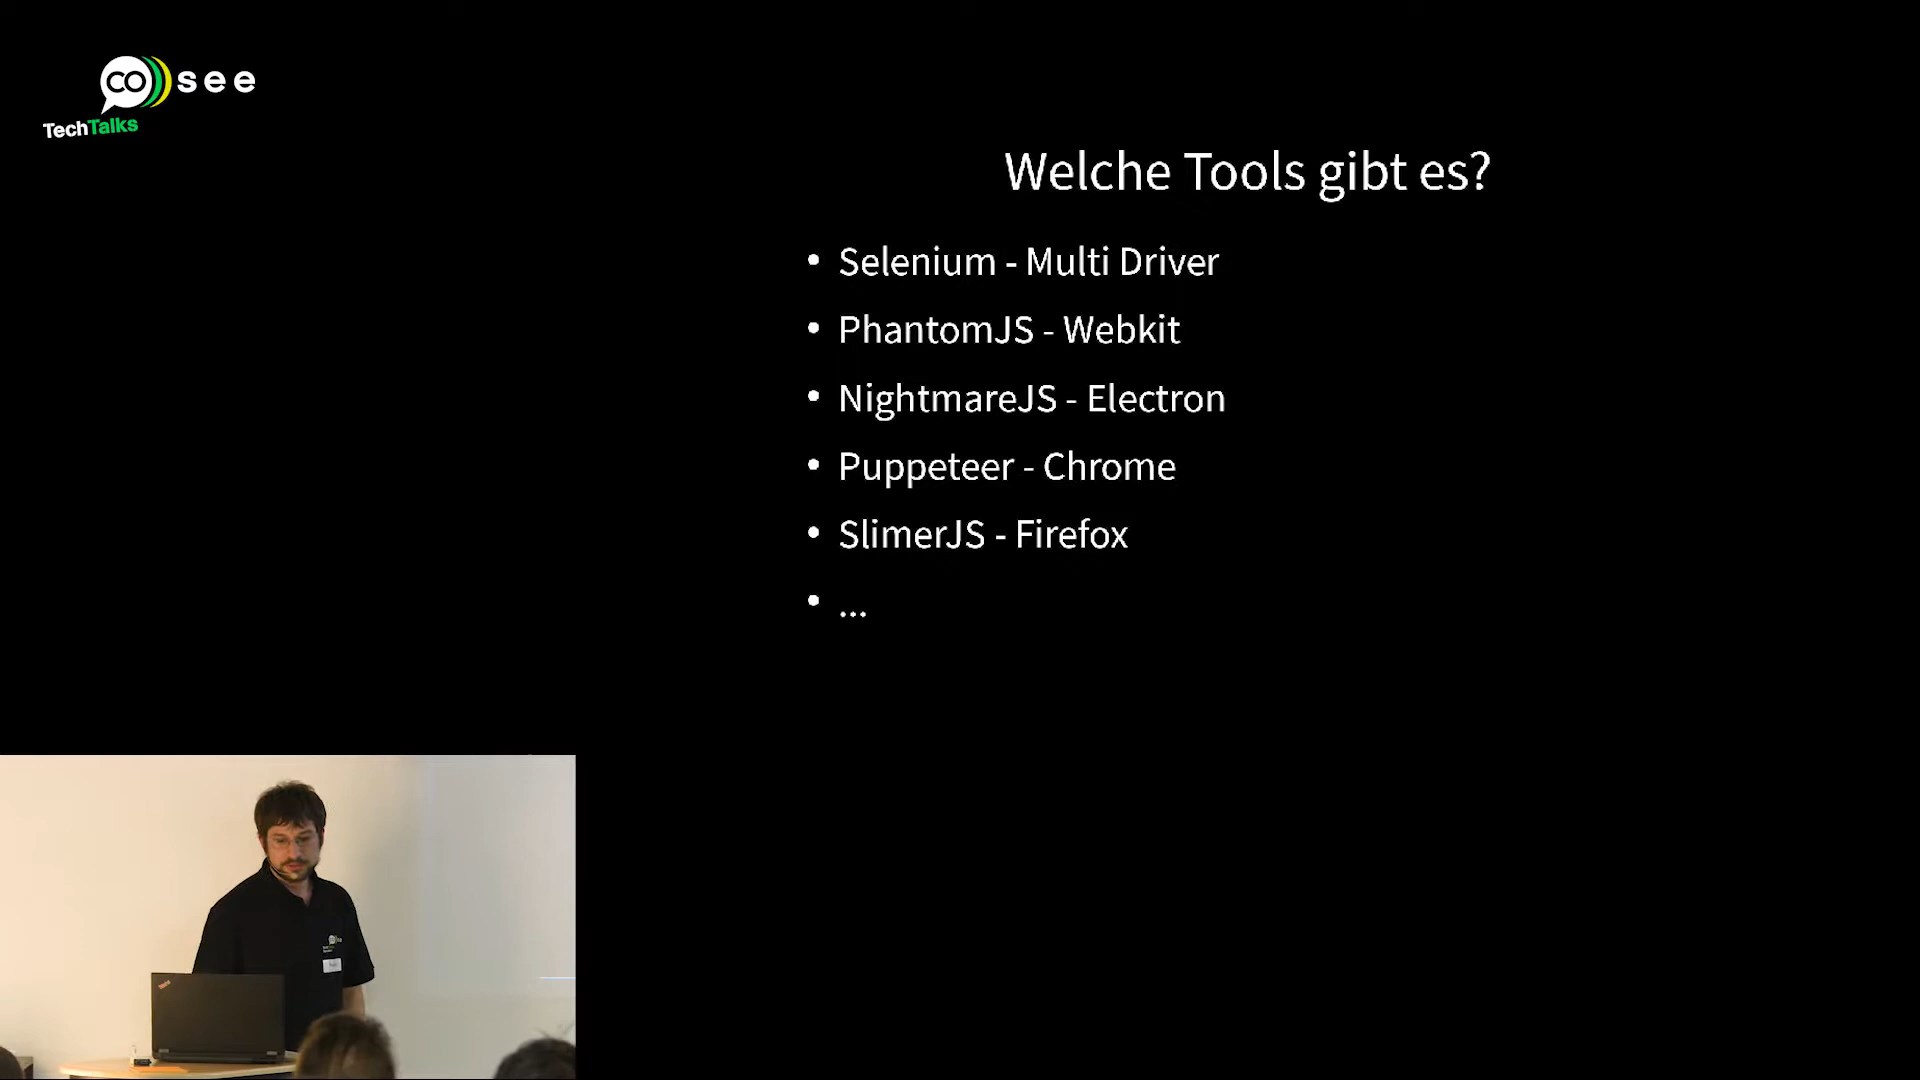 co see
TechTalks
Welche Tools gibt es?
• Selenium - Multi Driver
• PhantomJS - Webkit
• NightmareJS - Electron
• Puppeteer - Chrome
• SlimerJS - Firefox
• ...